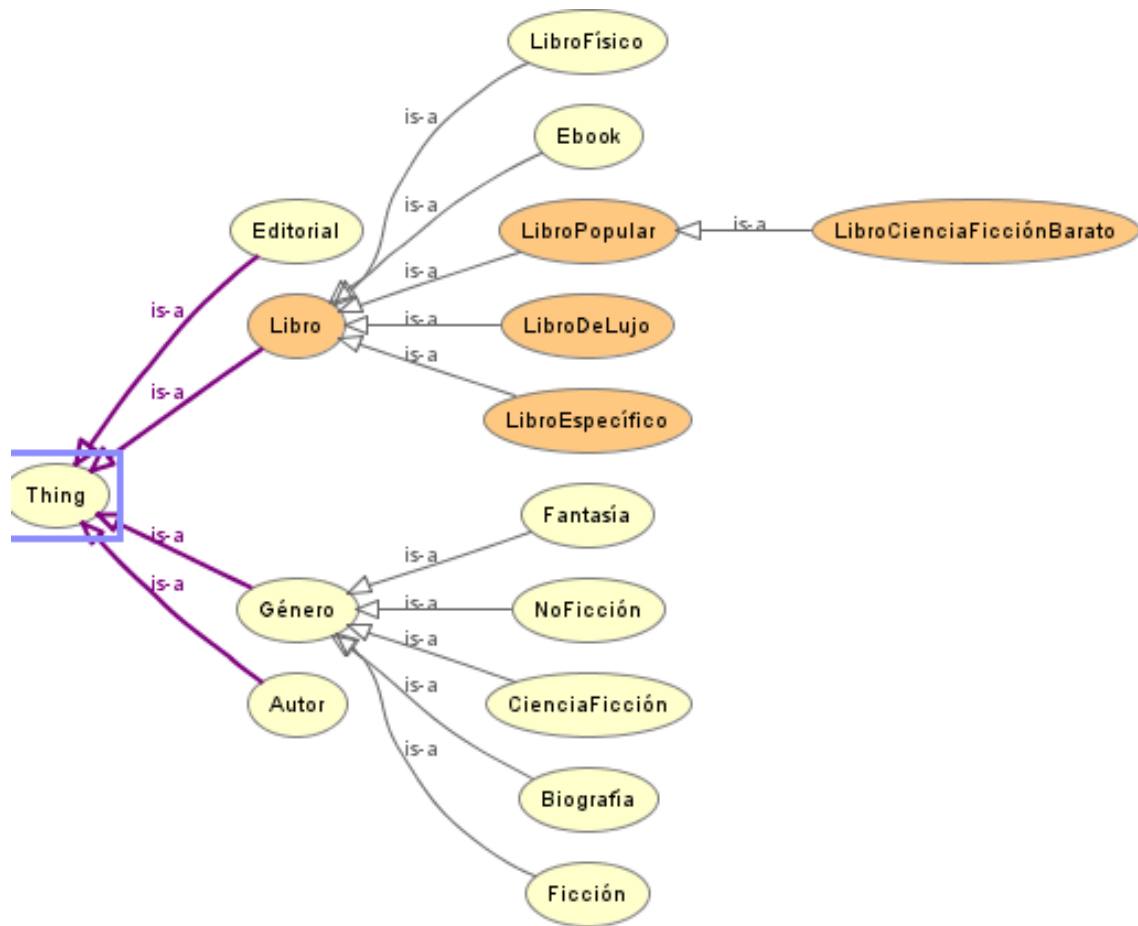 LibroFísico
is-a
Ebook
is-a
Editorial
LibroPopular
is-a
LibroCienciaFicciónBarato
is-a
is-a
Libro
is-a
LibroDeLujo
is-a
is-a
LibroEspecífico
Thing
Fantasía
is-a
is-a
Género
is-a
NoFicción
is-a
is-a
Autor
is-a
CienciaFicción
is-a
Biografía
Ficción